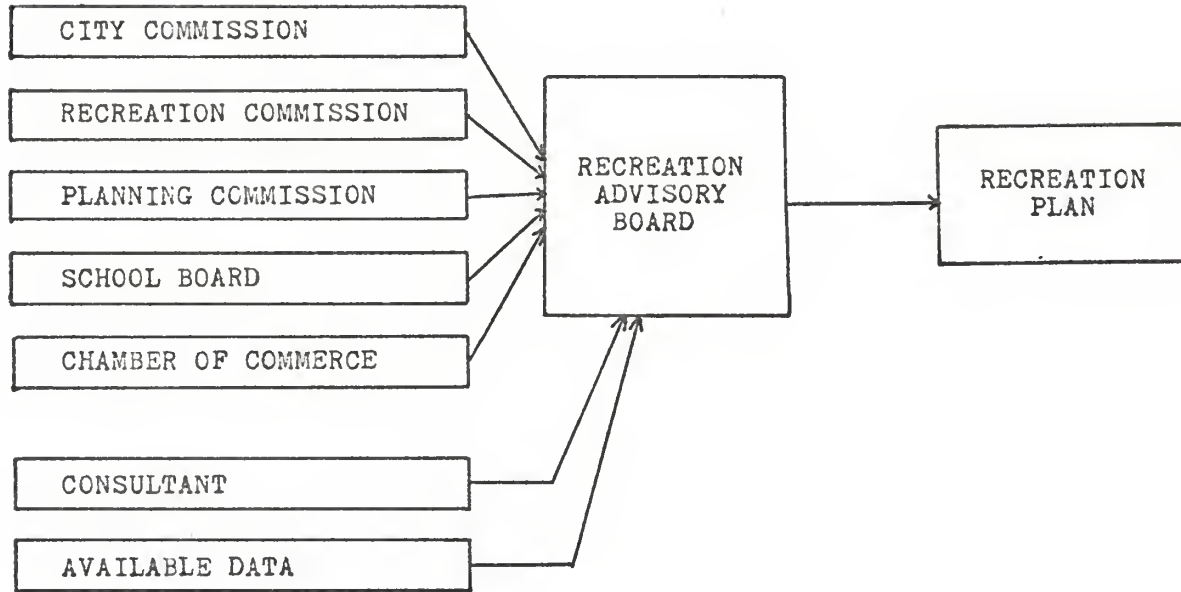 CITY COMMISSION
RECREATION COMMISSION
PLANNING COMMISSION
SCHOOL BOARD
CHAMBER OF COMMERCE
CONSULTANT
AVAILABLE DATA
RECREATION
ADVISORY
BOARD
RECREATION
PLAN